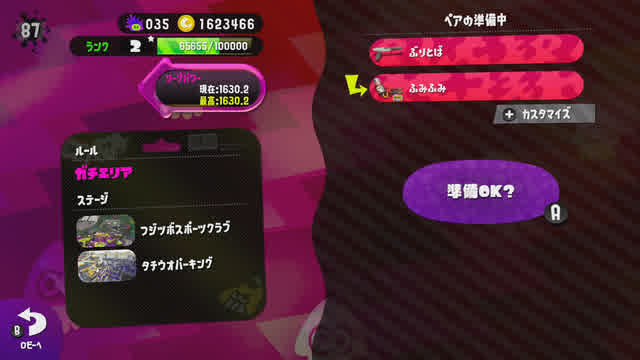 87
035 1623466
ランク 2 65655/100000
リーグパワー
現在:1630.2
最高:1630.2
ルール
ガチエリア
ステージ
フジツボスポーツクラブ
タチウオパーキング
B
ロビーへ
ペアの準備中
ぷりとば
ふみふみ
+ カスタマイズ
準備OK?
A